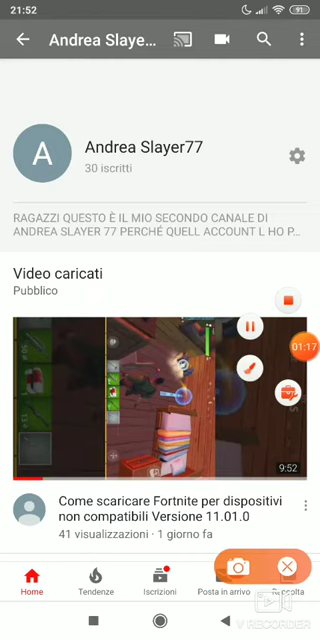 21:52
91
Andrea Slaye...
A
Andrea Slayer77
30 iscritti
RAGAZZI QUESTO È IL MIO SECONDO CANALE DI
ANDREA SLAYER 77 PERCHÉ QUELL ACCOUNT L HO P...
Video caricati
Pubblico
01:17
9:52
Come scaricare Fortnite per dispositivi
non compatibili Versione 11.01.0
41 visualizzazioni · 1 giorno fa
Home
Tendenze
Iscrizioni
Posta in arrivo
V RECORDER